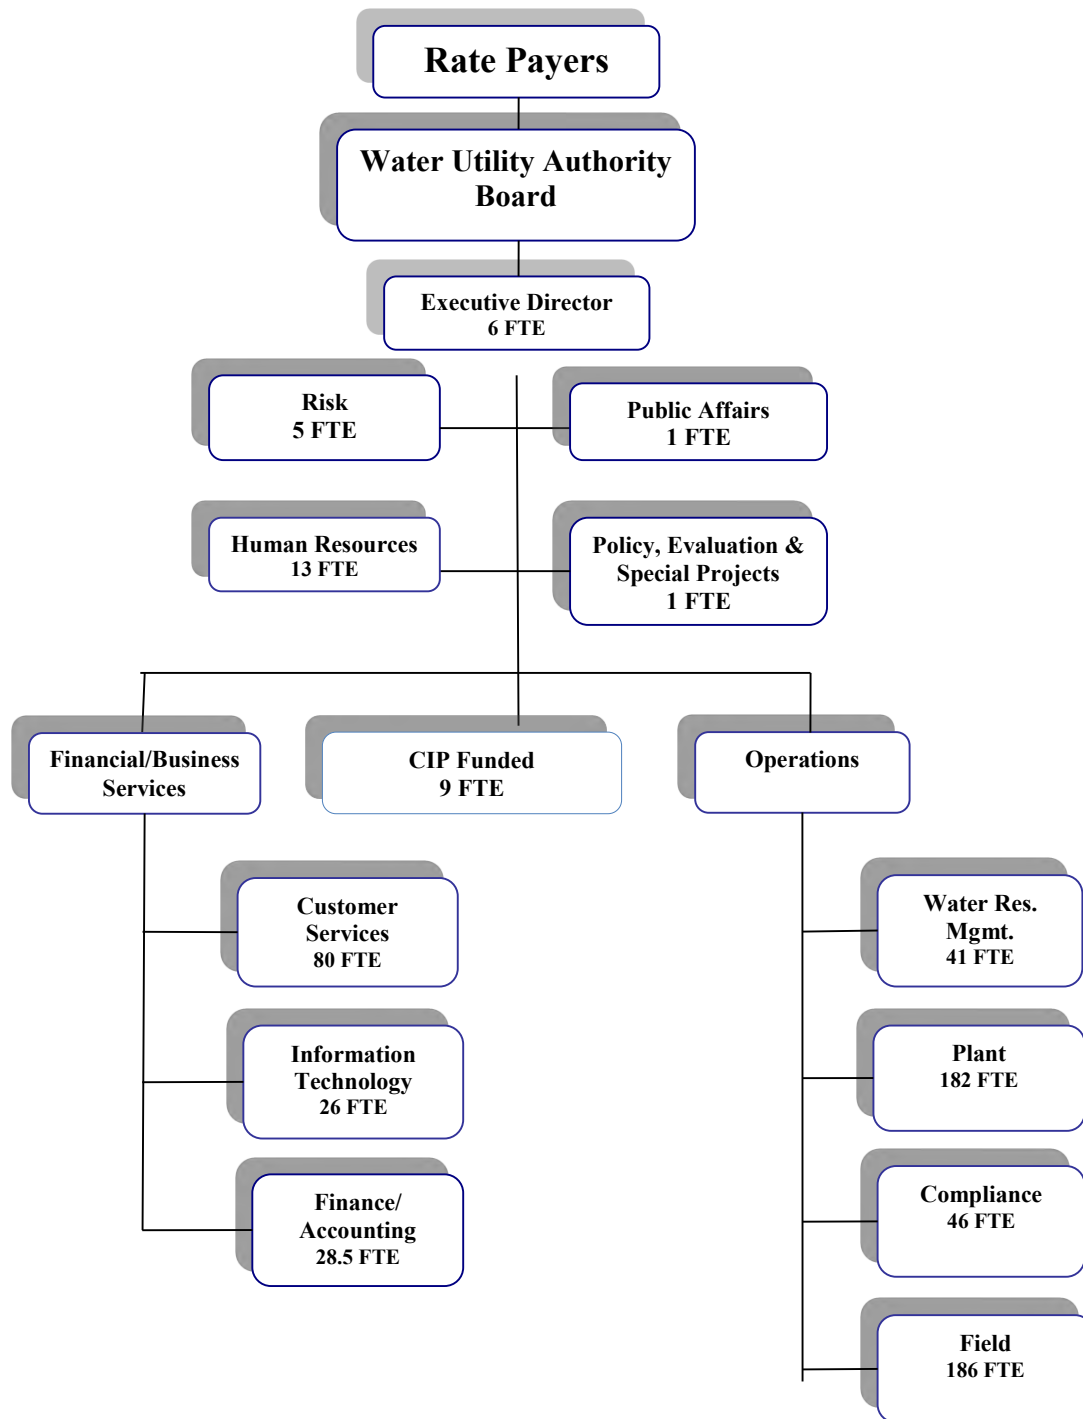 Rate Payers
Water Utility Authority
Board
Executive Director
6 FTE
Risk
5 FTE
Public Affairs
1 FTE
Human Resources
13 FTE
Policy, Evaluation &
Special Projects
1 FTE
Financial/Business
Services
CIP Funded
9 FTE
Operations
Customer
Services
80 FTE
Information
Technology
26 FTE
Finance/
Accounting
28.5 FTE
Water Res.
Mgmt.
41 FTE
Plant
182 FTE
Compliance
46 FTE
Field
186 FTE